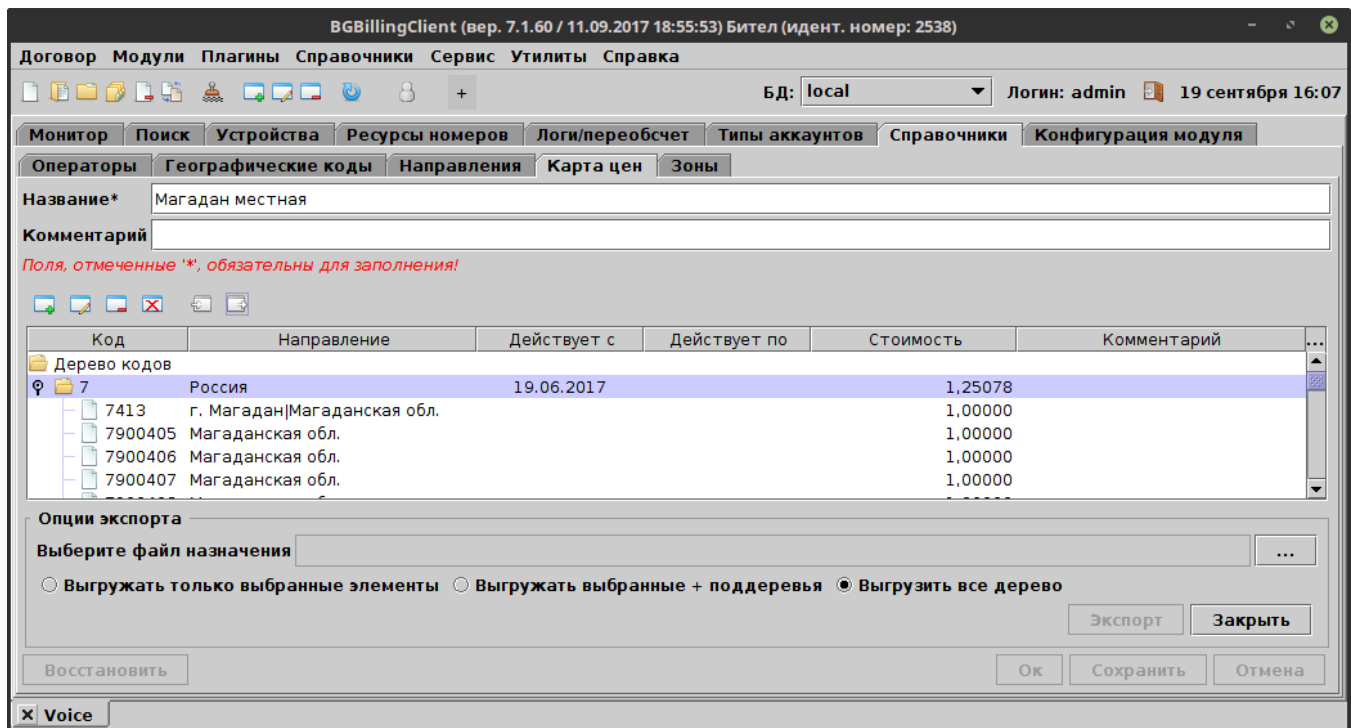 BGBillingClient (вер. 7.1.60 / 11.09.2017 18:55:53) Бител (идент. номер: 2538)
Договор Модули Плагины Справочники Сервис Утилиты Справка
+ БД: local Логин: admin 19 сентября 16:07
Монитор Поиск Устройства Ресурсы номеров Логи/переобсчет Типы аккаунтов Справочники Конфигурация модуля
Операторы Географические коды Направления Карта цен Зоны
Название* Магадан местная
Комментарий
Поля, отмеченные '*', обязательны для заполнения!
Код Направление Действует с Действует по Стоимость Комментарий ...
Дерево кодов
7 Россия 19.06.2017 1,25078
7413 г. Магадан|Магаданская обл. 1,00000
7900405 Магаданская обл. 1,00000
7900406 Магаданская обл. 1,00000
7900407 Магаданская обл. 1,00000
Опции экспорта
Выберите файл назначения ...
Выгружать только выбранные элементы Выгружать выбранные + поддеревья Выгрузить все дерево
Экспорт Закрыть
Восстановить Ок Сохранить Отмена
Voice